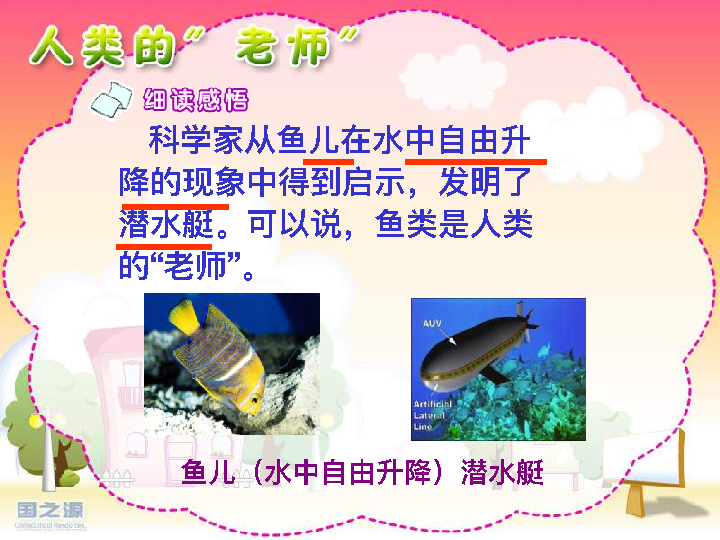 人类的"老师"
细读感悟
科学家从鱼儿在水中自由升
降的现象中得到启示，发明了
潜水艇。可以说，鱼类是人类
的“老师”。
AUV
Artificial
Lateral
Line
鱼儿（水中自由升降）潜水艇
国之源
ChinaSchool Resources